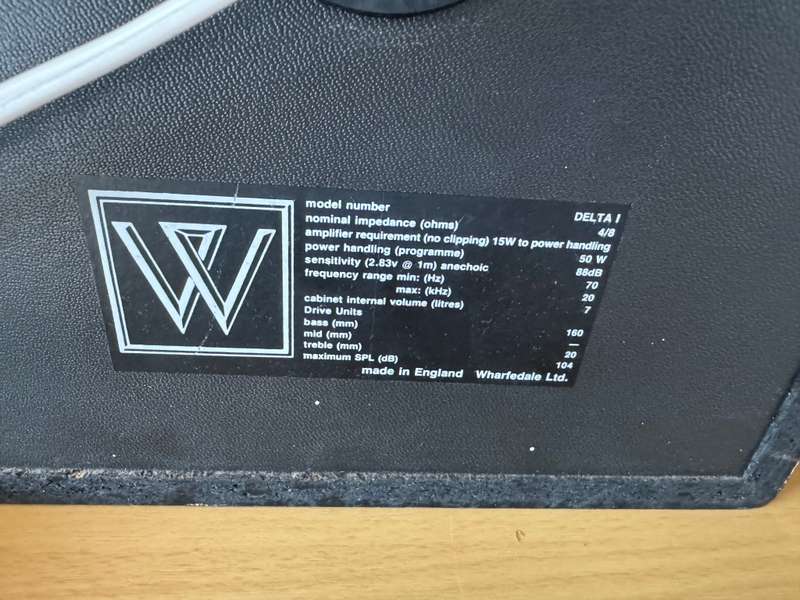 W
model number DELTA I
nominal impedance (ohms) 4/8
amplifier requirement (no clipping) 15W to power handling
power handling (programme) 50 W
sensitivity (2.83v @ 1m) anechoic 88dB
frequency range min: (Hz) 70
max: (kHz) 20
cabinet internal volume (litres) 7
Drive Units
bass (mm) 160
mid (mm) —
treble (mm) 20
maximum SPL (dB) 104
made in England Wharfedale Ltd.